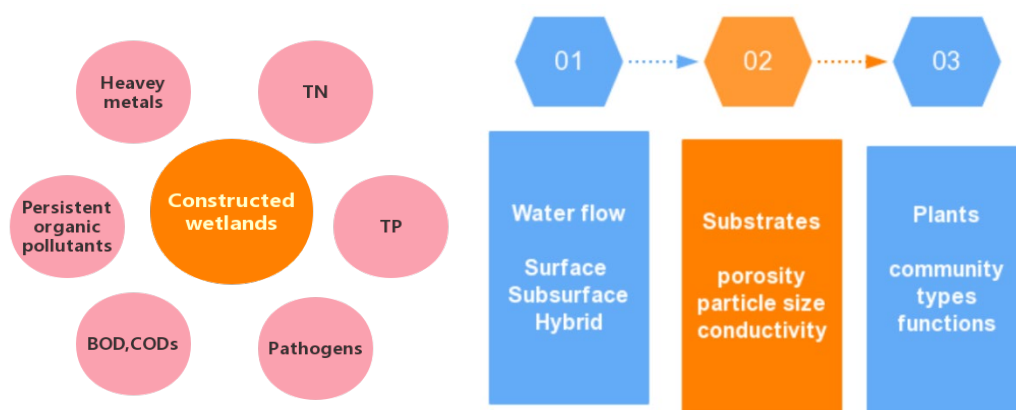 Heavey
metals
TN
Constructed
wetlands
Persistent
organic
pollutants
TP
BOD,CODs
Pathogens
01
02
03
Water flow
Surface
Subsurface
Hybrid
Substrates
porosity
particle size
conductivity
Plants
community
types
functions